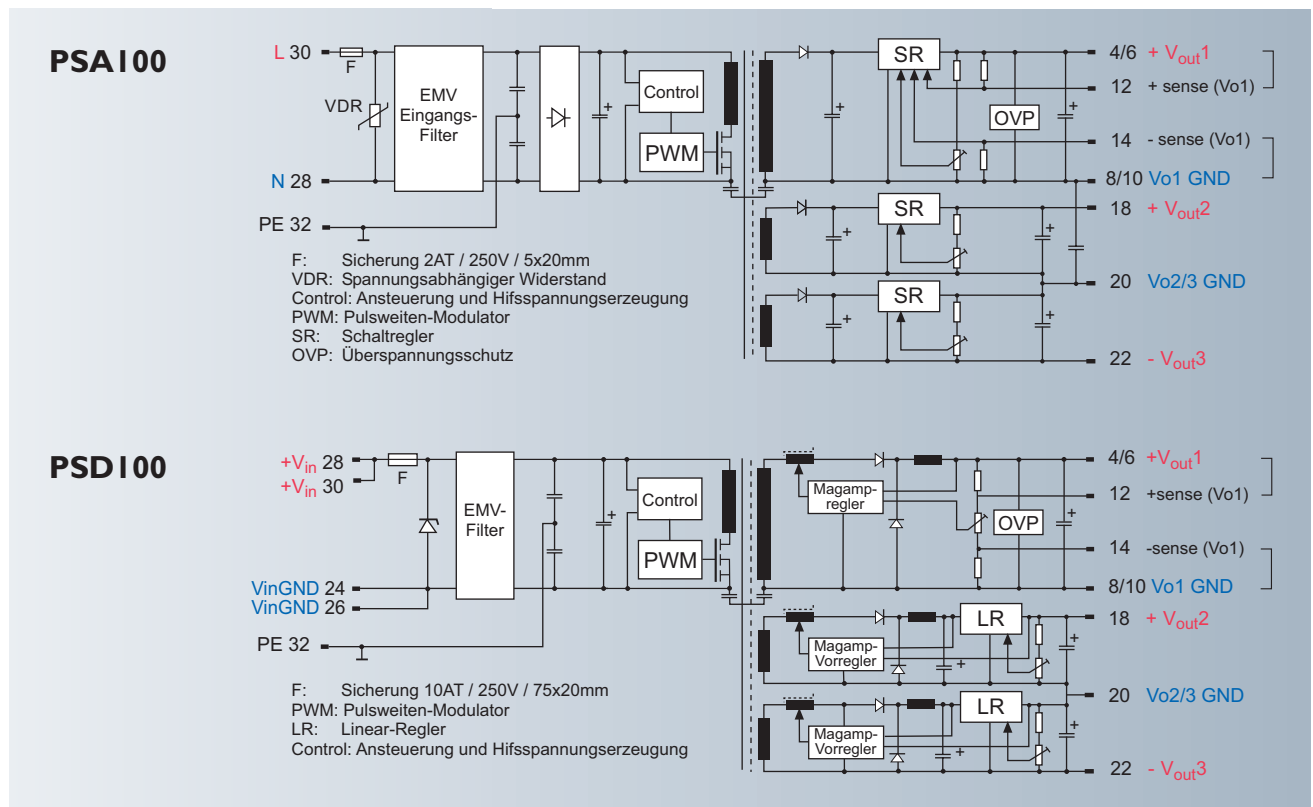 PSA100
L 30
F
VDR
EMV
Eingangs-
Filter
+
Control
PWM
N 28
PE 32
+
SR
OVP
+
4/6 + Vout1
12 + sense (Vo1)
14 - sense (Vo1)
8/10 Vo1 GND
+
SR
+
18 + Vout2
20 Vo2/3 GND
+
SR
+
22 - Vout3
F: Sicherung 2AT / 250V / 5x20mm
VDR: Spannungsabhängiger Widerstand
Control: Ansteuerung und Hifsspannungserzeugung
PWM: Pulsweiten-Modulator
SR: Schaltregler
OVP: Überspannungsschutz
PSD100
+Vin 28
+Vin 30
F
EMV-
Filter
+
Control
PWM
VinGND 24
VinGND 26
PE 32
Magamp-
regler
OVP
+
4/6 +Vout1
12 +sense (Vo1)
14 -sense (Vo1)
8/10 Vo1 GND
Magamp-
Vorregler
+
LR
+
18 + Vout2
20 Vo2/3 GND
Magamp-
Vorregler
+
LR
+
22 - Vout3
F: Sicherung 10AT / 250V / 75x20mm
PWM: Pulsweiten-Modulator
LR: Linear-Regler
Control: Ansteuerung und Hifsspannungserzeugung